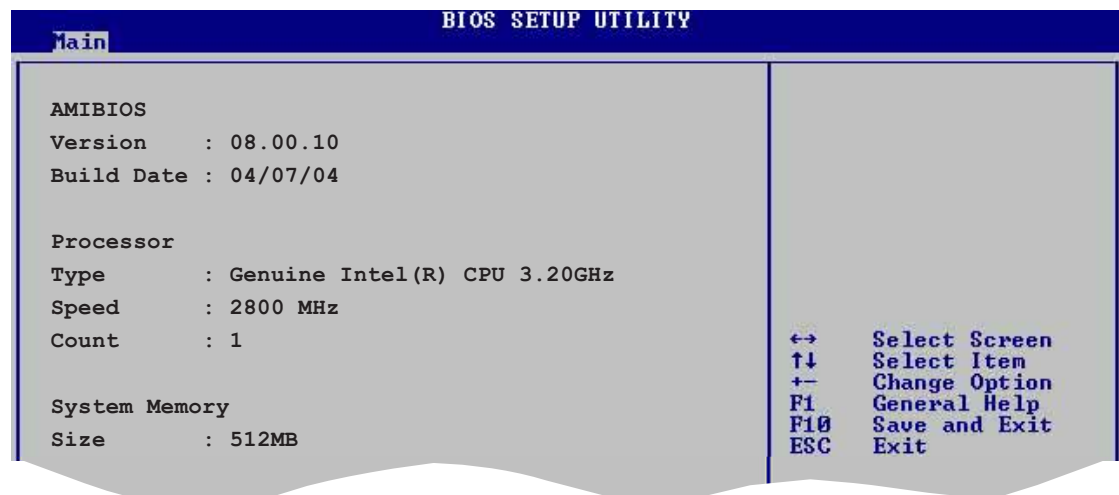 BIOS SETUP UTILITY
Main
AMIBIOS
Version : 08.00.10
Build Date : 04/07/04
Processor
Type : Genuine Intel(R) CPU 3.20GHz
Speed : 2800 MHz
Count : 1
System Memory
Size : 512MB
←→ Select Screen
↑↓ Select Item
+- Change Option
F1 General Help
F10 Save and Exit
ESC Exit